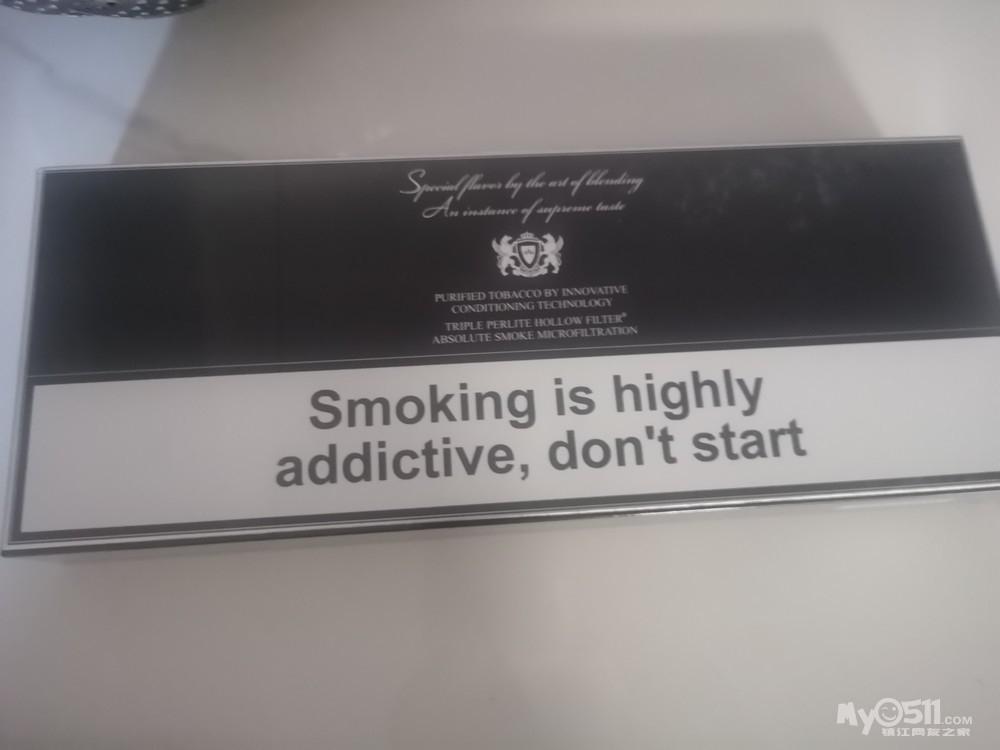 Special flavor by the art of blending
An instance of supreme taste
PURIFIED TOBACCO BY INNOVATIVE
CONDITIONING TECHNOLOGY
TRIPLE PERLITE HOLLOW FILTER®
ABSOLUTE SMOKE MICROFILTRATION
Smoking is highly
addictive, don't start
My0511.COM
镇江网友之家